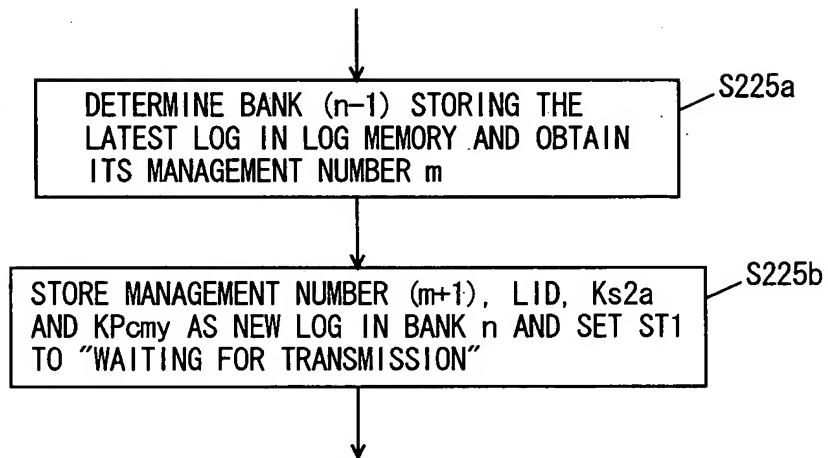 S225a
DETERMINE BANK (n-1) STORING THE
LATEST LOG IN LOG MEMORY AND OBTAIN
ITS MANAGEMENT NUMBER m
S225b
STORE MANAGEMENT NUMBER (m+1), LID, Ks2a
AND KPcmy AS NEW LOG IN BANK n AND SET ST1
TO "WAITING FOR TRANSMISSION"